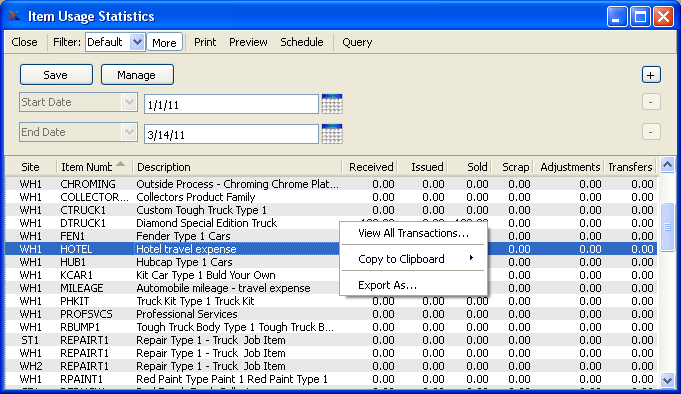 Item Usage Statistics
Close Filter: Default More Print Preview Schedule Query
Save Manage +
Start Date 1/1/11 -
End Date 3/14/11 -
Site Item Numb Description Received Issued Sold Scrap Adjustments Transfers
WH1 CHROMING Outside Process - Chroming Chrome Plat... 0.00 0.00 0.00 0.00 0.00 0.00
WH1 COLLECTOR... Collectors Product Family 0.00 0.00 0.00 0.00 0.00 0.00
WH1 CTRUCK1 Custom Tough Truck Type 1 0.00 0.00 0.00 0.00 0.00 0.00
WH1 DTRUCK1 Diamond Special Edition Truck 0.00 0.00 0.00
WH1 FEN1 Fender Type 1 Cars 0.00 0.00 0.00
WH1 HOTEL Hotel travel expense 0.00 0.00 0.00
WH1 HUB1 Hubcap Type 1 Cars 0.00 0.00 0.00
WH1 KCAR1 Kit Car Type 1 Buld Your Own 0.00 0.00 0.00
WH1 MILEAGE Automobile mileage - travel expense 0.00 0.00 0.00
WH1 PHKIT Truck Kit Type 1 Truck Kit 0.00 0.00 0.00 0.00 0.00 0.00
WH1 PROFSVCS Professional Services 0.00 0.00 0.00 0.00 0.00 0.00
WH1 RBUMP1 Tough Truck Body Type 1 Tough Truck B... 0.00 0.00 0.00 0.00 0.00 0.00
ST1 REPAIRT1 Repair Type 1 - Truck Job Item 0.00 0.00 0.00 0.00 0.00 0.00
WH1 REPAIRT1 Repair Type 1 - Truck Job Item 0.00 0.00 0.00 0.00 0.00 0.00
WH2 REPAIRT1 Repair Type 1 - Truck Job Item 0.00 0.00 0.00 0.00 0.00 0.00
WH1 RPAINT1 Red Paint Type Paint 1 Red Paint Type 1 0.00 0.00 0.00 0.00 0.00 0.00
View All Transactions...
Copy to Clipboard
Export As...